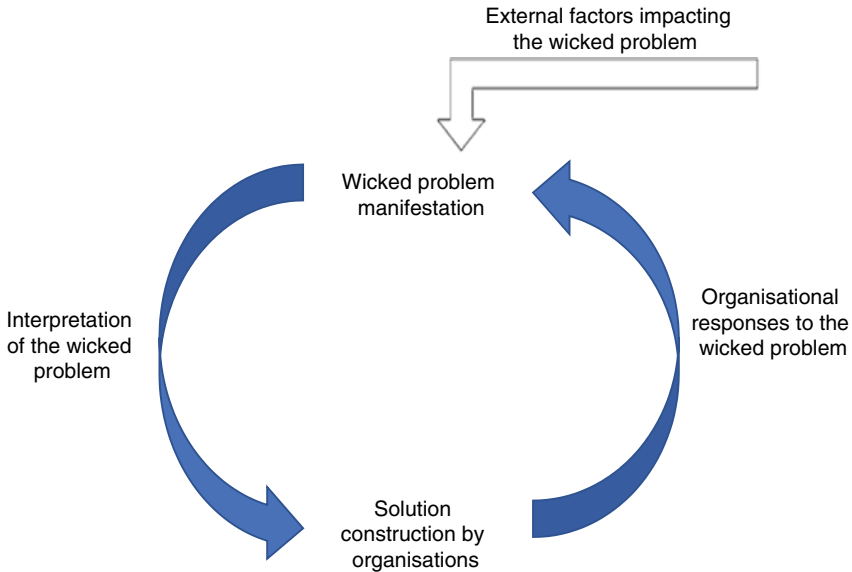 External factors impacting
the wicked problem
Wicked problem
manifestation
Interpretation
of the wicked
problem
Organisational
responses to the
wicked problem
Solution
construction by
organisations